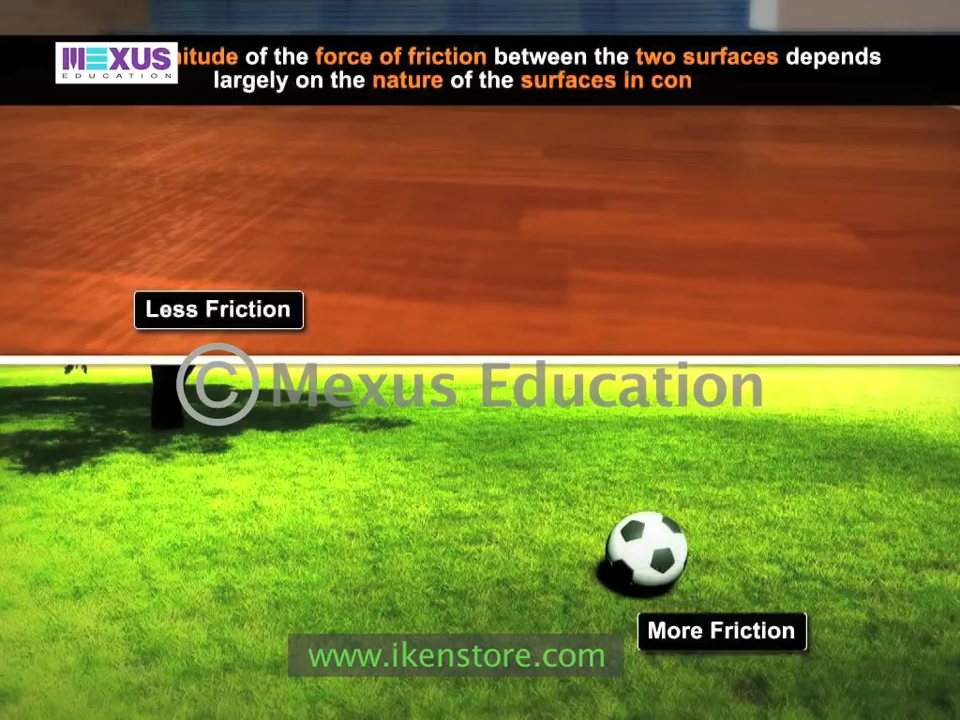 MEXUS
EDUCATION
nitude of the force of friction between the two surfaces depends
largely on the nature of the surfaces in con
Less Friction
© Mexus Education
More Friction
www.ikenstore.com